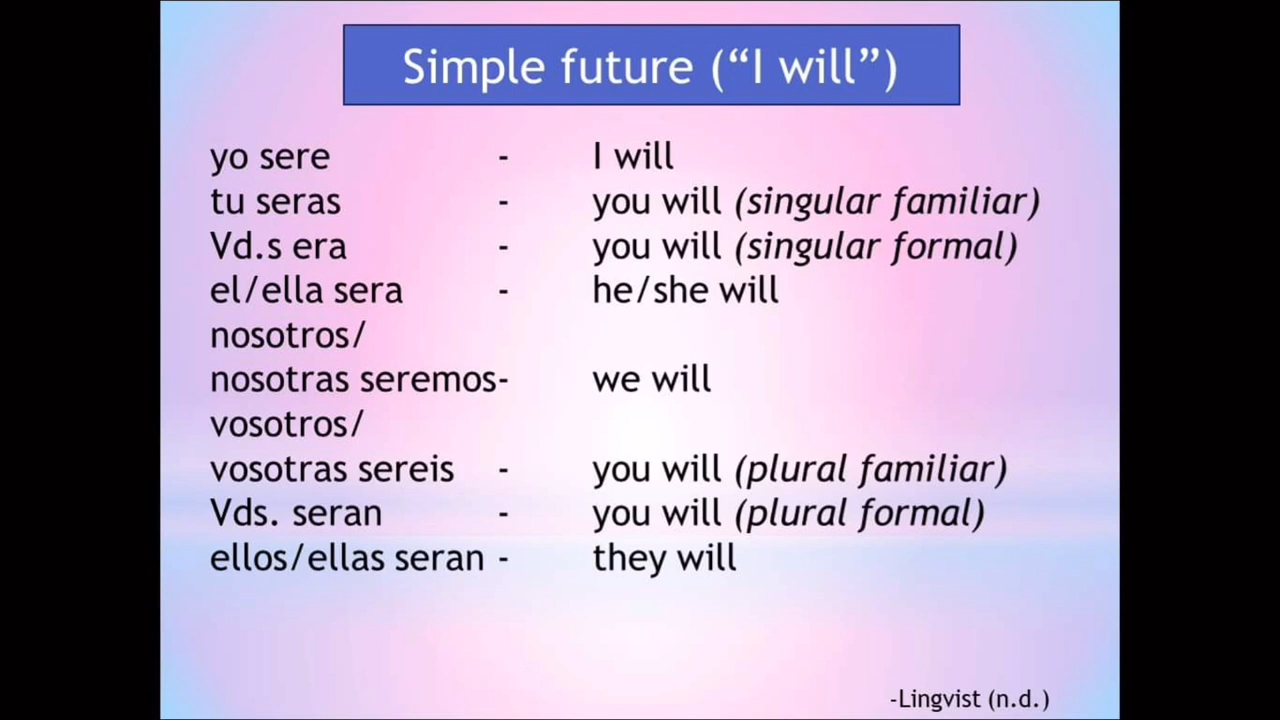 Simple future (“I will”)
yo sere - I will
tu seras - you will (singular familiar)
Vd.s era - you will (singular formal)
el/ella sera - he/she will
nosotros/
nosotras seremos- we will
vosotros/
vosotras sereis - you will (plural familiar)
Vds. seran - you will (plural formal)
ellos/ellas seran - they will
-Lingvist (n.d.)